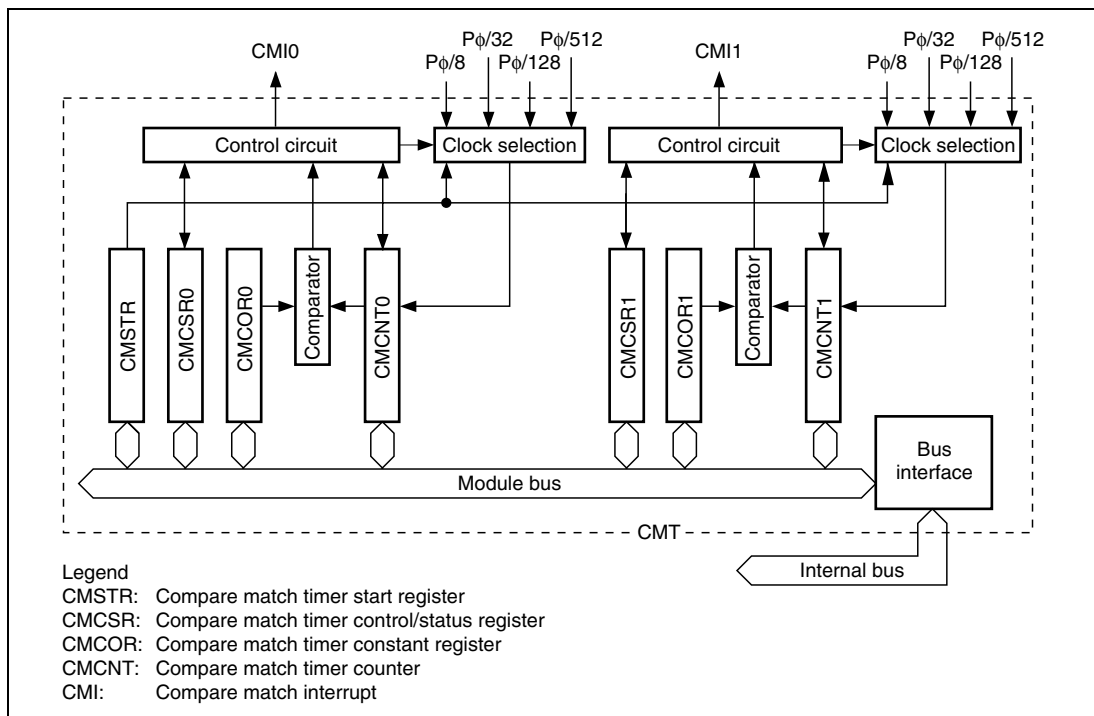 CMI0
Pφ/8
Pφ/32
Pφ/128
Pφ/512
CMI1
Pφ/8
Pφ/32
Pφ/128
Pφ/512
Control circuit
Clock selection
Control circuit
Clock selection
CMSTR
CMCSR0
CMCOR0
Comparator
CMCNT0
CMCSR1
CMCOR1
Comparator
CMCNT1
Module bus
Bus
interface
CMT
Internal bus
Legend
CMSTR: Compare match timer start register
CMCSR: Compare match timer control/status register
CMCOR: Compare match timer constant register
CMCNT: Compare match timer counter
CMI: Compare match interrupt